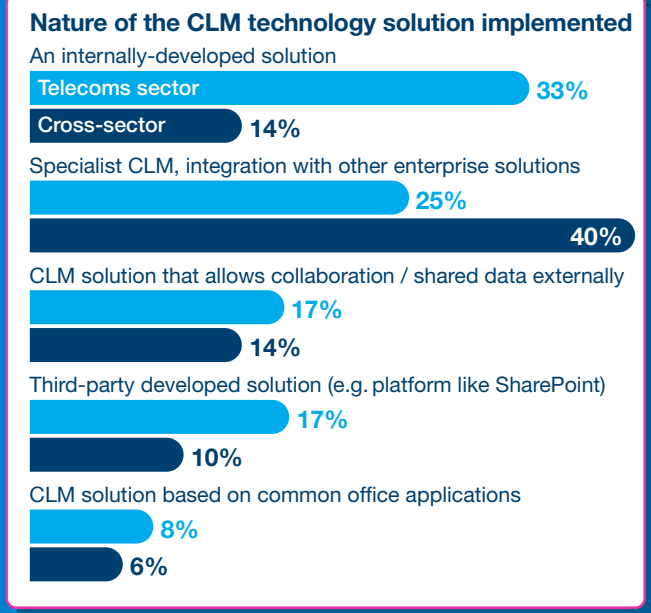 Nature of the CLM technology solution implemented
An internally-developed solution
Telecoms sector 33%
Cross-sector 14%
Specialist CLM, integration with other enterprise solutions
25%
40%
CLM solution that allows collaboration / shared data externally
17%
14%
Third-party developed solution (e.g. platform like SharePoint)
17%
10%
CLM solution based on common office applications
8%
6%